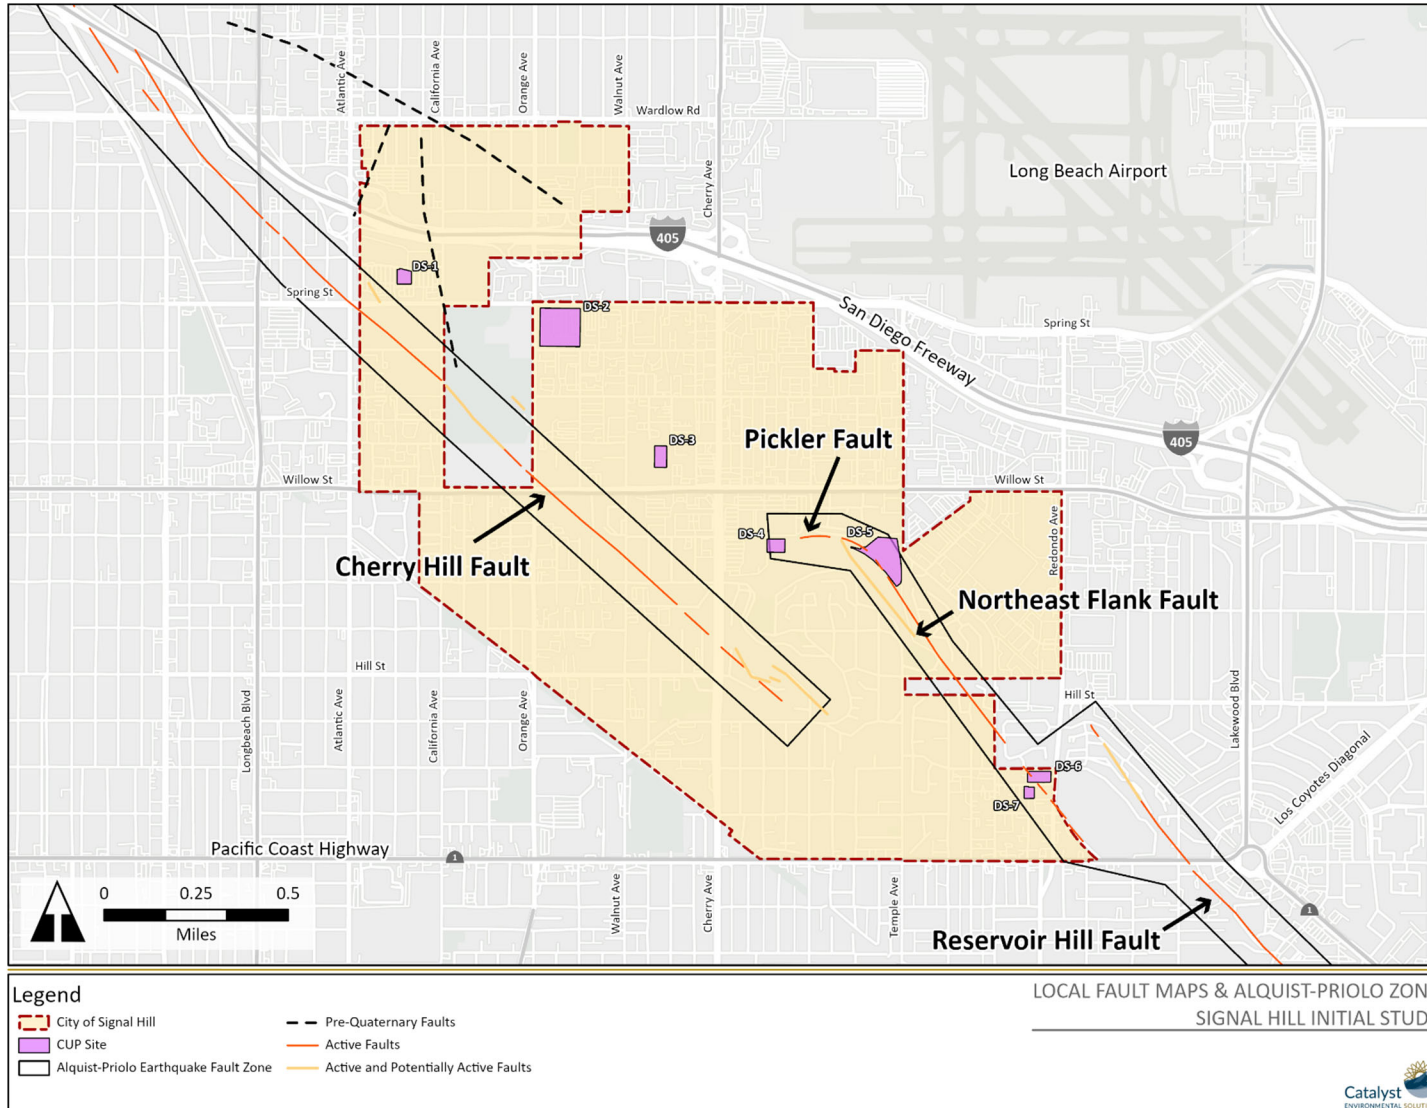 Atlantic Ave
California Ave
Orange Ave
Walnut Ave
Wardlow Rd
Cherry Ave
Long Beach Airport
405
DS-1
Spring St
DS-2
San Diego Freeway
Spring St
405
DS-3
Pickler Fault
Willow St
Willow St
DS-4
DS-5
Redondo Ave
Cherry Hill Fault
Northeast Flank Fault
Hill St
Hill St
Longbeach Blvd
Atlantic Ave
California Ave
Orange Ave
Lakewood Blvd
Los Coyotes Diagonal
DS-6
DS-7
Pacific Coast Highway
1
0 0.25 0.5
Miles
Walnut Ave
Cherry Ave
Temple Ave
Reservoir Hill Fault
1
Legend
City of Signal Hill
CUP Site
Alquist-Priolo Earthquake Fault Zone
Pre-Quaternary Faults
Active Faults
Active and Potentially Active Faults
LOCAL FAULT MAPS & ALQUIST-PRIOLO ZON
SIGNAL HILL INITIAL STUD
Catalyst
ENVIRONMENTAL SOLUT